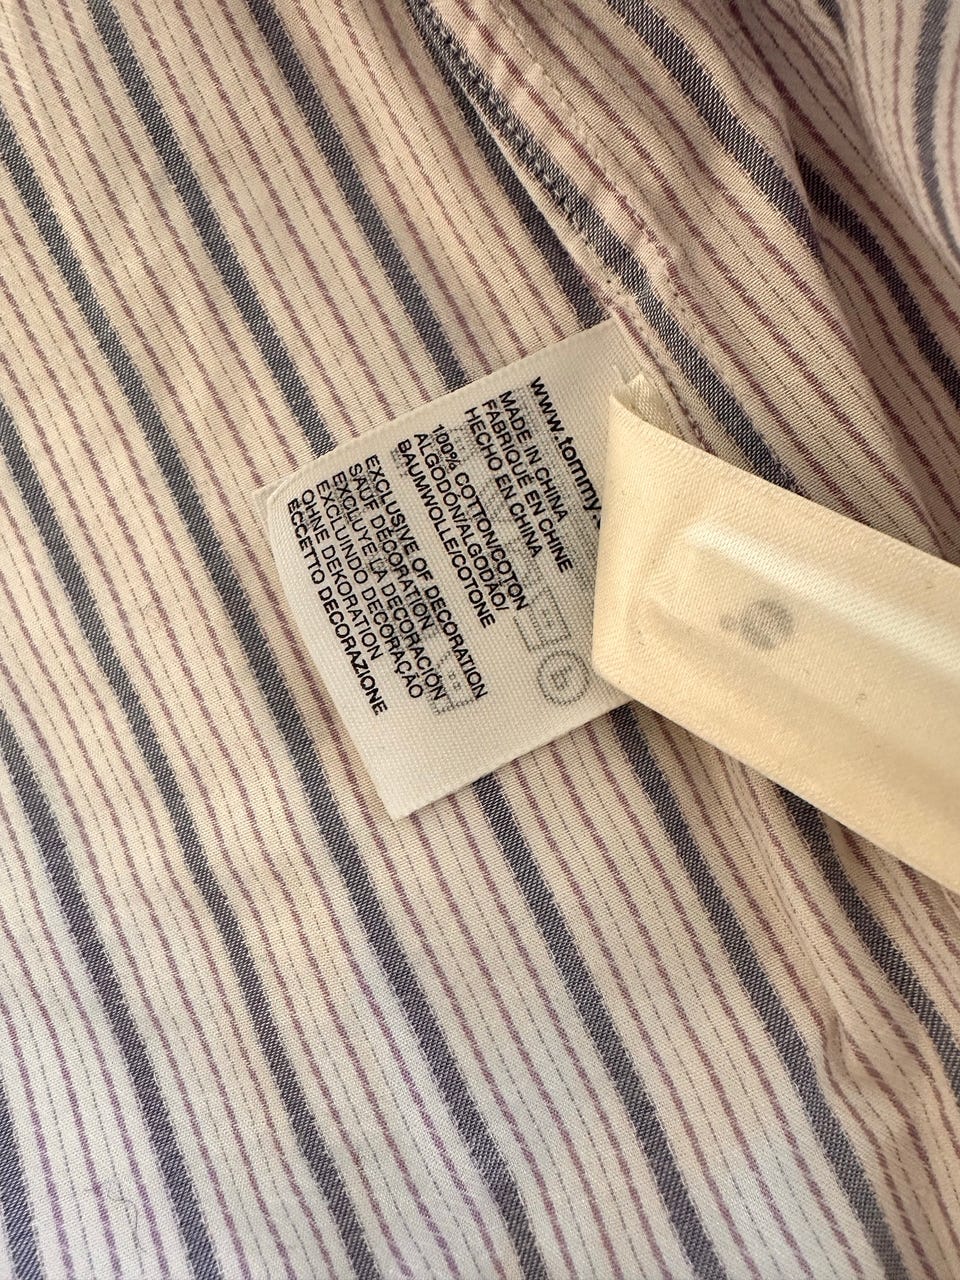 www.tommy.
MADE IN CHINA
FABRIQUÉ EN CHINE
HECHO EN CHINA
100% COTTON/COTON
ALGODÓN/ALGODÃO/
BAUMWOLLE/COTONE
EXCLUSIVE OF DECORATION
SAUF DÉCORATION
EXCLUYE LA DECORACIÓN
EXCLUINDO DECORAÇÃO
OHNE DEKORATION
ECCETTO DECORAZIONE